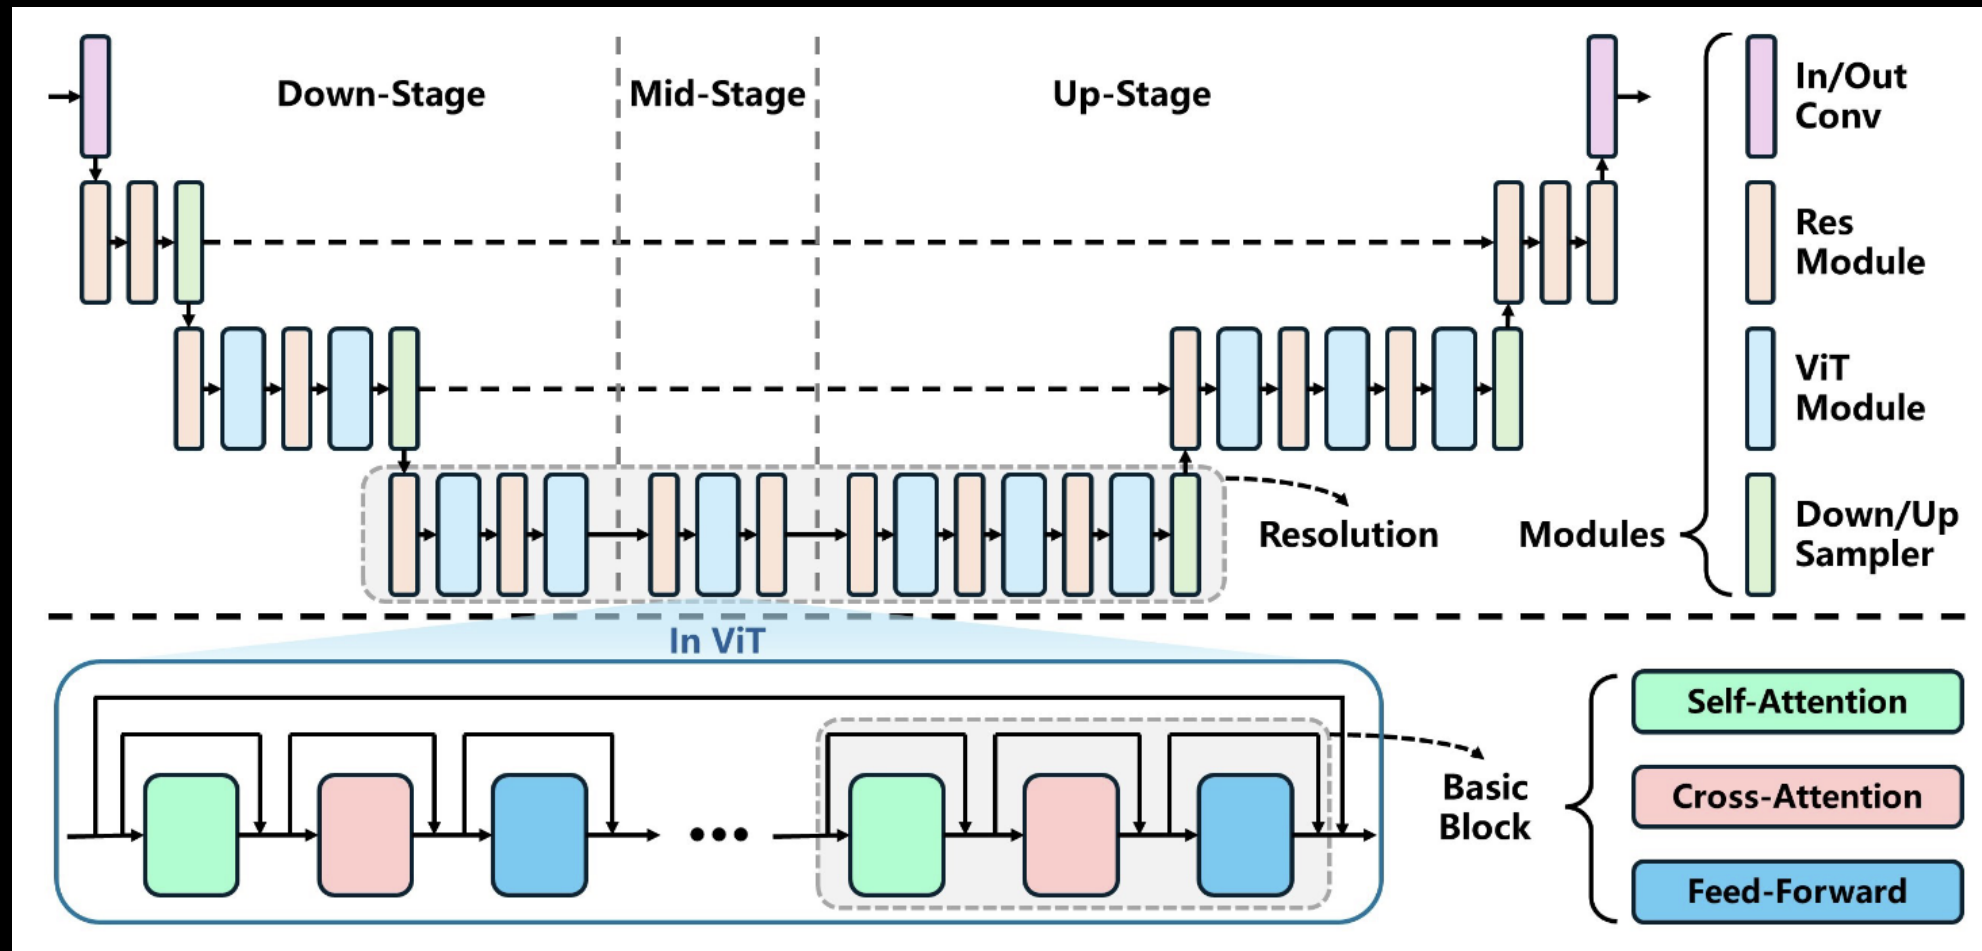 Down-Stage
Mid-Stage
Up-Stage
In/Out
Conv
Res
Module
ViT
Module
Down/Up
Sampler
Resolution
Modules
In ViT
Basic
Block
Self-Attention
Cross-Attention
Feed-Forward